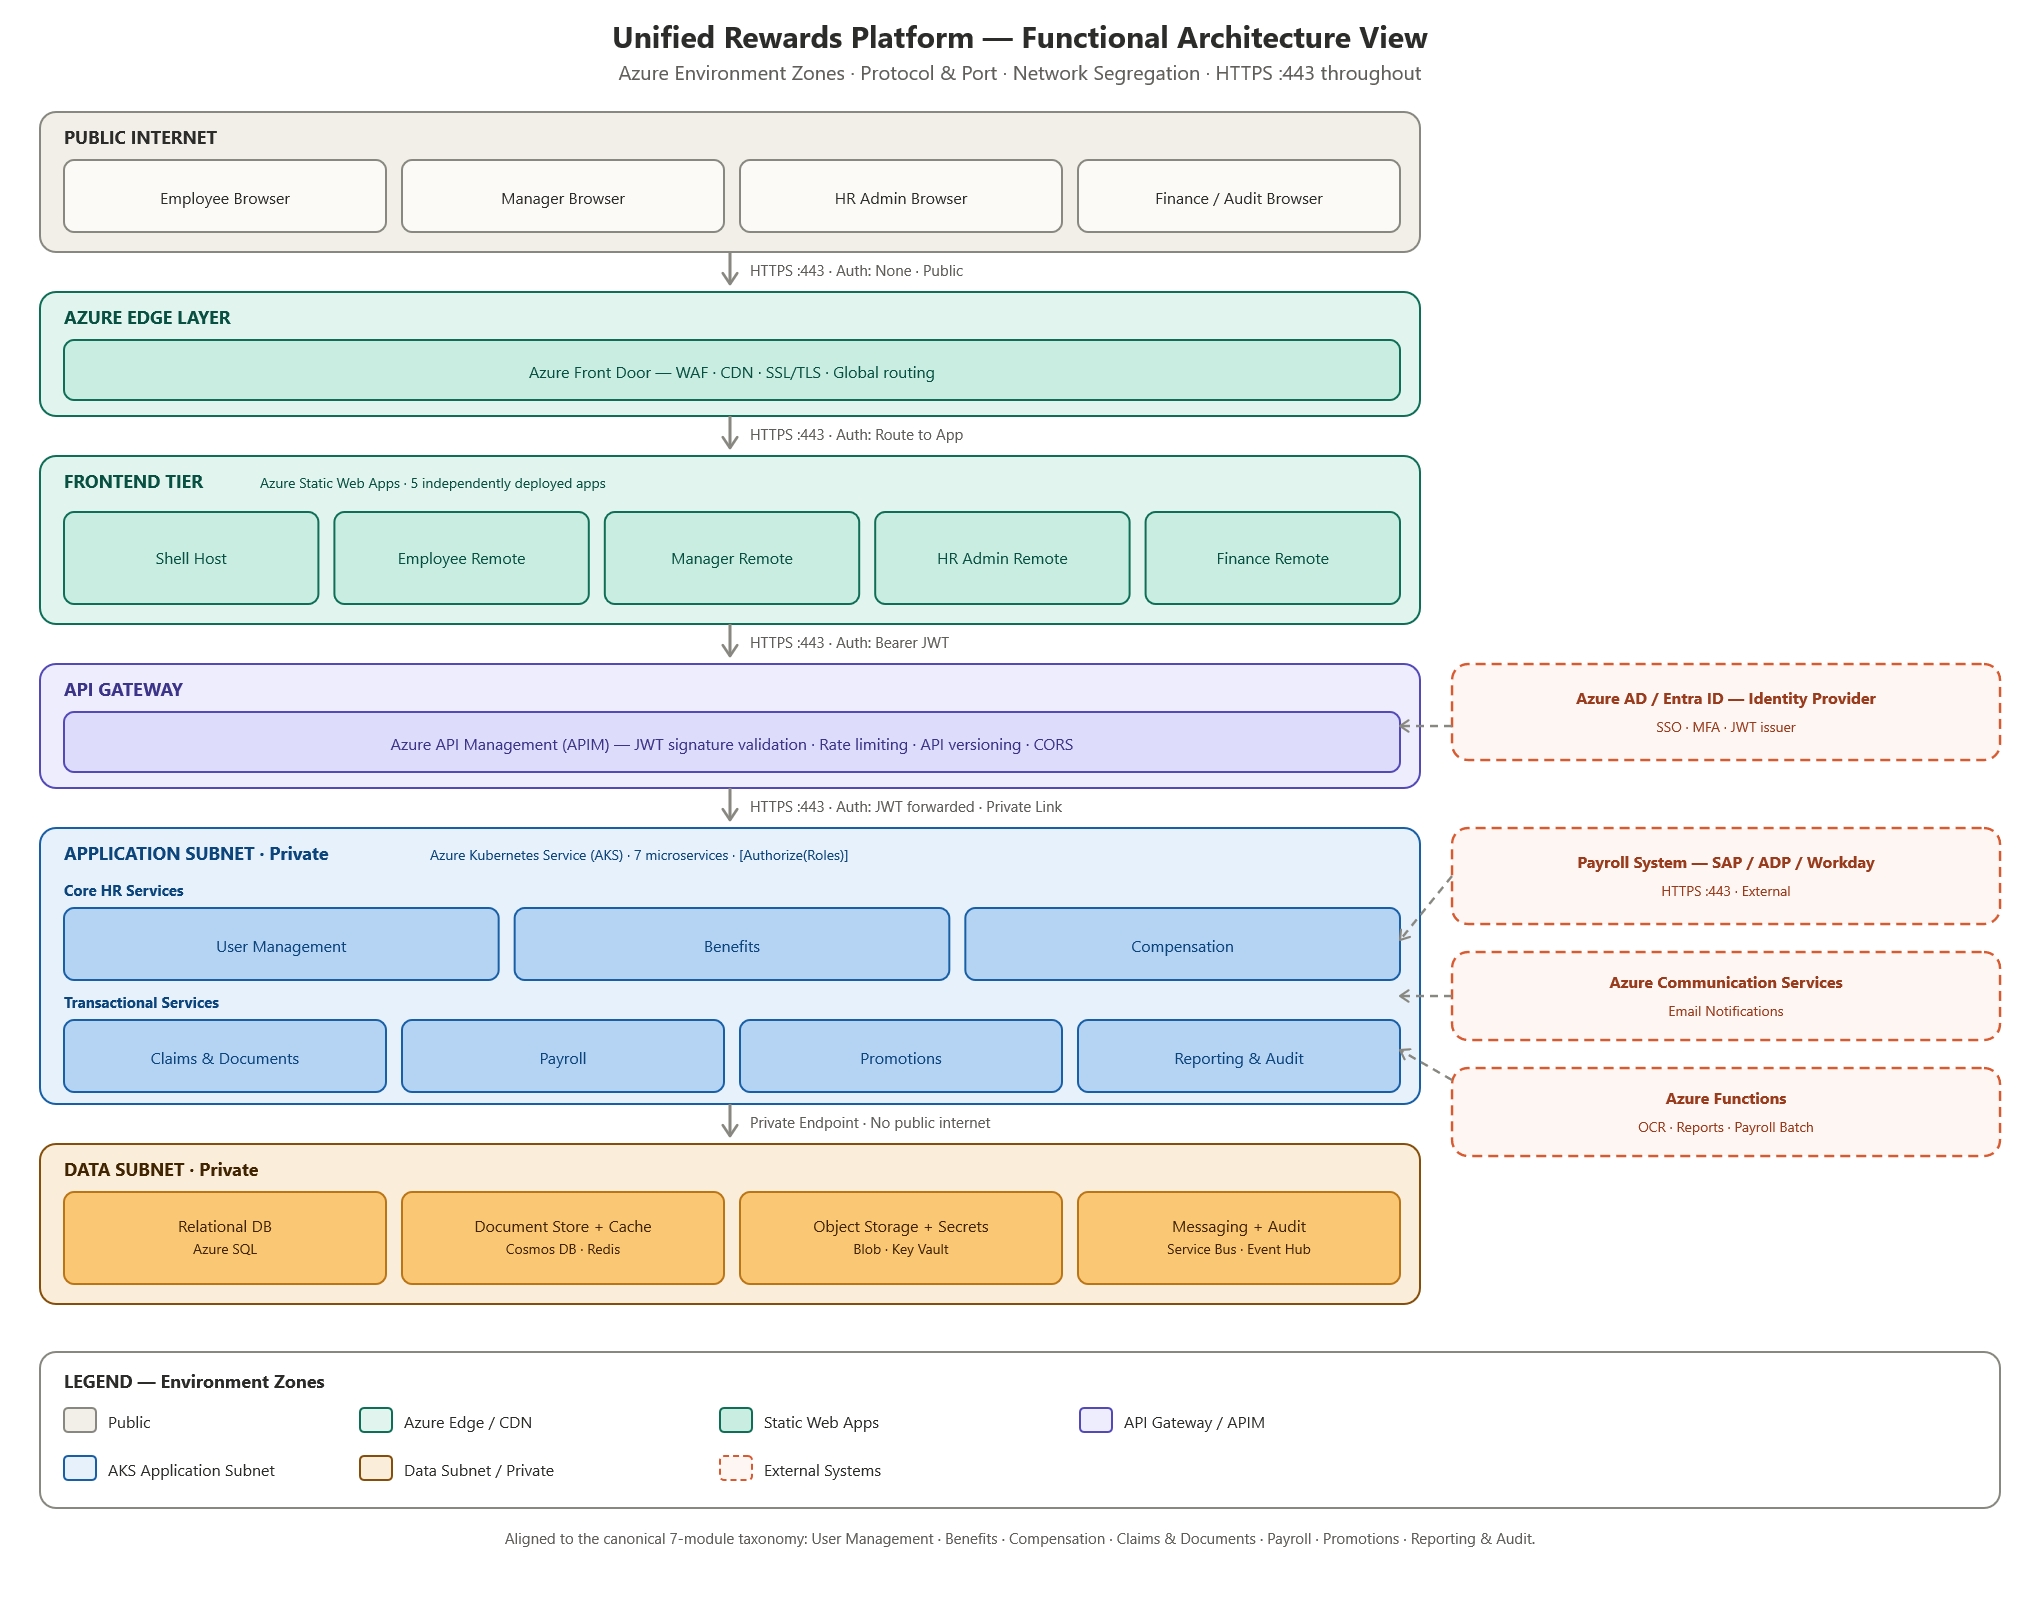 Unified Rewards Platform — Functional Architecture View
Azure Environment Zones · Protocol & Port · Network Segregation · HTTPS :443 throughout
PUBLIC INTERNET
Employee Browser
Manager Browser
HR Admin Browser
Finance / Audit Browser
HTTPS :443 · Auth: None · Public
AZURE EDGE LAYER
Azure Front Door — WAF · CDN · SSL/TLS · Global routing
HTTPS :443 · Auth: Route to App
FRONTEND TIER
Azure Static Web Apps · 5 independently deployed apps
Shell Host
Employee Remote
Manager Remote
HR Admin Remote
Finance Remote
HTTPS :443 · Auth: Bearer JWT
API GATEWAY
Azure API Management (APIM) — JWT signature validation · Rate limiting · API versioning · CORS
Azure AD / Entra ID — Identity Provider
SSO · MFA · JWT issuer
HTTPS :443 · Auth: JWT forwarded · Private Link
APPLICATION SUBNET · Private
Azure Kubernetes Service (AKS) · 7 microservices · [Authorize(Roles)]
Core HR Services
User Management
Benefits
Compensation
Transactional Services
Claims & Documents
Payroll
Promotions
Reporting & Audit
Payroll System — SAP / ADP / Workday
HTTPS :443 · External
Azure Communication Services
Email Notifications
Azure Functions
OCR · Reports · Payroll Batch
Private Endpoint · No public internet
DATA SUBNET · Private
Relational DB
Azure SQL
Document Store + Cache
Cosmos DB · Redis
Object Storage + Secrets
Blob · Key Vault
Messaging + Audit
Service Bus · Event Hub
LEGEND — Environment Zones
Public
Azure Edge / CDN
Static Web Apps
API Gateway / APIM
AKS Application Subnet
Data Subnet / Private
External Systems
Aligned to the canonical 7-module taxonomy: User Management · Benefits · Compensation · Claims & Documents · Payroll · Promotions · Reporting & Audit.